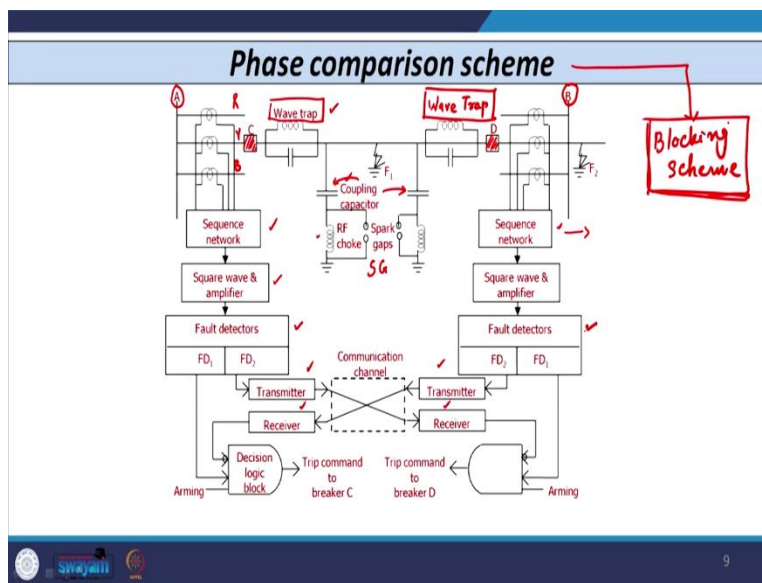 Phase comparison scheme
A
R
Y
B
C
Wave trap
Wave Trap
D
B
Blocking
scheme
F1
F2
Coupling
capacitor
RF
choke
Spark
gaps
SG
Sequence
network
Sequence
network
Square wave &
amplifier
Square wave &
amplifier
Fault detectors
FD1
FD2
Fault detectors
FD2
FD1
Communication
channel
Transmitter
Transmitter
Receiver
Receiver
Decision
logic
block
Arming
Trip command
to
breaker C
Trip command
to
breaker D
Arming
swayam
9